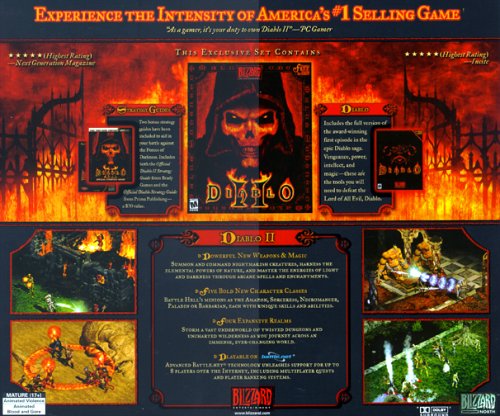 EXPERIENCE THE INTENSITY OF AMERICA'S #1 SELLING GAME
"As a gamer, it's your duty to own Diablo II"—PC Gamer
THIS EXCLUSIVE SET CONTAINS
★★★★★(Highest Rating)
—Next Generation Magazine
★★★★★(Highest Rating)
—Incite
BLIZZARD
DIABLO
II
STRATEGY GUIDES
Two bonus strategy
guides have been
included to aid in
your battle against
the Forces of
Darkness. Includes
both the Official
Diablo II Strategy
Guide from Brady
Games and the
Official Diablo Strategy Guide
from Prima Publishing—
a $30 value.
DIABLO
Includes the full version of
the award-winning
first episode in the
epic Diablo saga.
Vengeance, power,
intellect, and
magic—these are
the tools you will
need to defeat the
Lord of All Evil, Diablo.
DIABLO II
POWERFUL NEW WEAPONS & MAGIC
SUMMON AND COMMAND NIGHTMARISH CREATURES, HARNESS THE
ELEMENTAL POWERS OF NATURE, AND MASTER THE ENERGIES OF LIGHT
AND DARKNESS THROUGH ARCANE SPELLS AND ENCHANTMENTS.
FIVE BOLD NEW CHARACTER CLASSES
BATTLE HELL'S MINIONS AS THE AMAZON, SORCERESS, NECROMANCER,
PALADIN OR BARBARIAN, EACH WITH UNIQUE SKILLS AND ABILITIES.
FOUR EXPANSIVE REALMS
STORM A VAST UNDERWORLD OF TWISTED DUNGEONS AND
UNCHARTED WILDERNESS AS YOU JOURNEY ACROSS AN
IMMENSE, EVER-CHANGING WORLD.
PLAYABLE ON battle.net
ADVANCED BATTLE.NET TECHNOLOGY UNLEASHES SUPPORT FOR UP TO
8 PLAYERS OVER THE INTERNET, INCLUDING MULTIPLAYER QUESTS
AND PLAYER RANKING SYSTEMS.
BLIZZARD
ENTERTAINMENT
www.blizzard.com
MATURE (17+)
Animated Violence
Animated
Blood and Gore
BLIZZARD
DOLBY
SURROUND